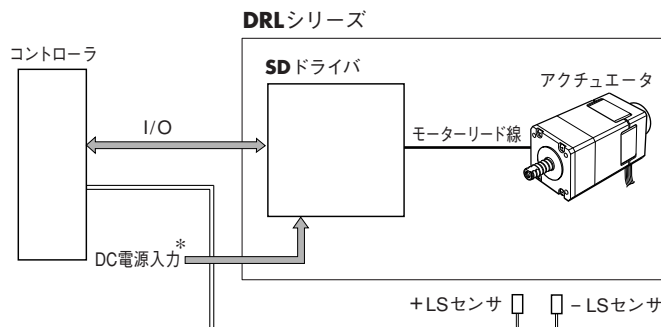 DRLシリーズ
コントローラ
SDドライバ
アクチュエータ
I/O
モーターリード線
DC電源入力*
+LSセンサ
－LSセンサ